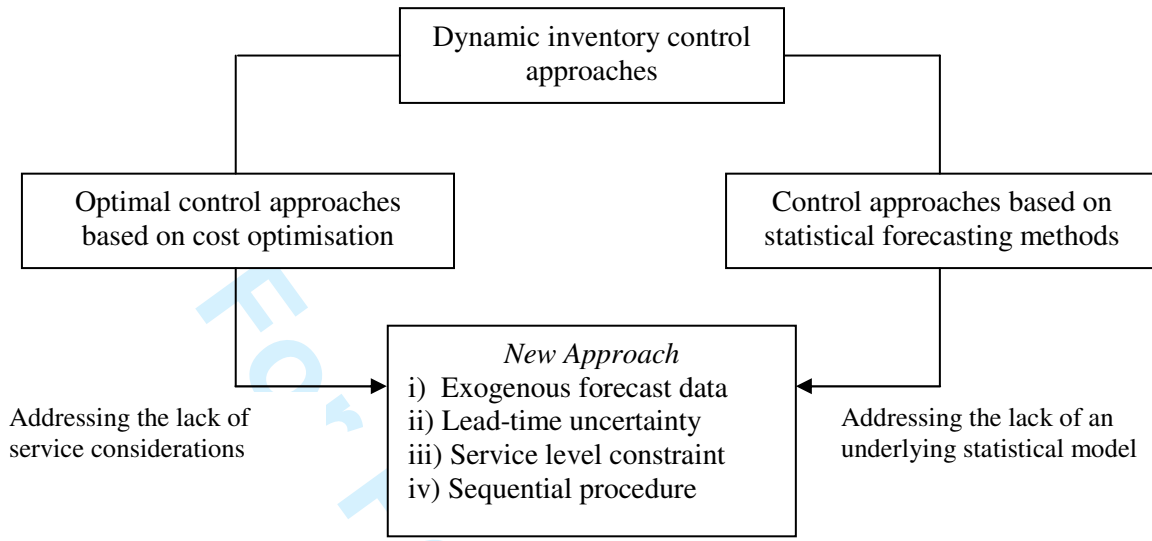 Dynamic inventory control
approaches
Optimal control approaches
based on cost optimisation
Control approaches based on
statistical forecasting methods
New Approach
i) Exogenous forecast data
ii) Lead-time uncertainty
iii) Service level constraint
iv) Sequential procedure
Addressing the lack of
service considerations
Addressing the lack of an
underlying statistical model
For